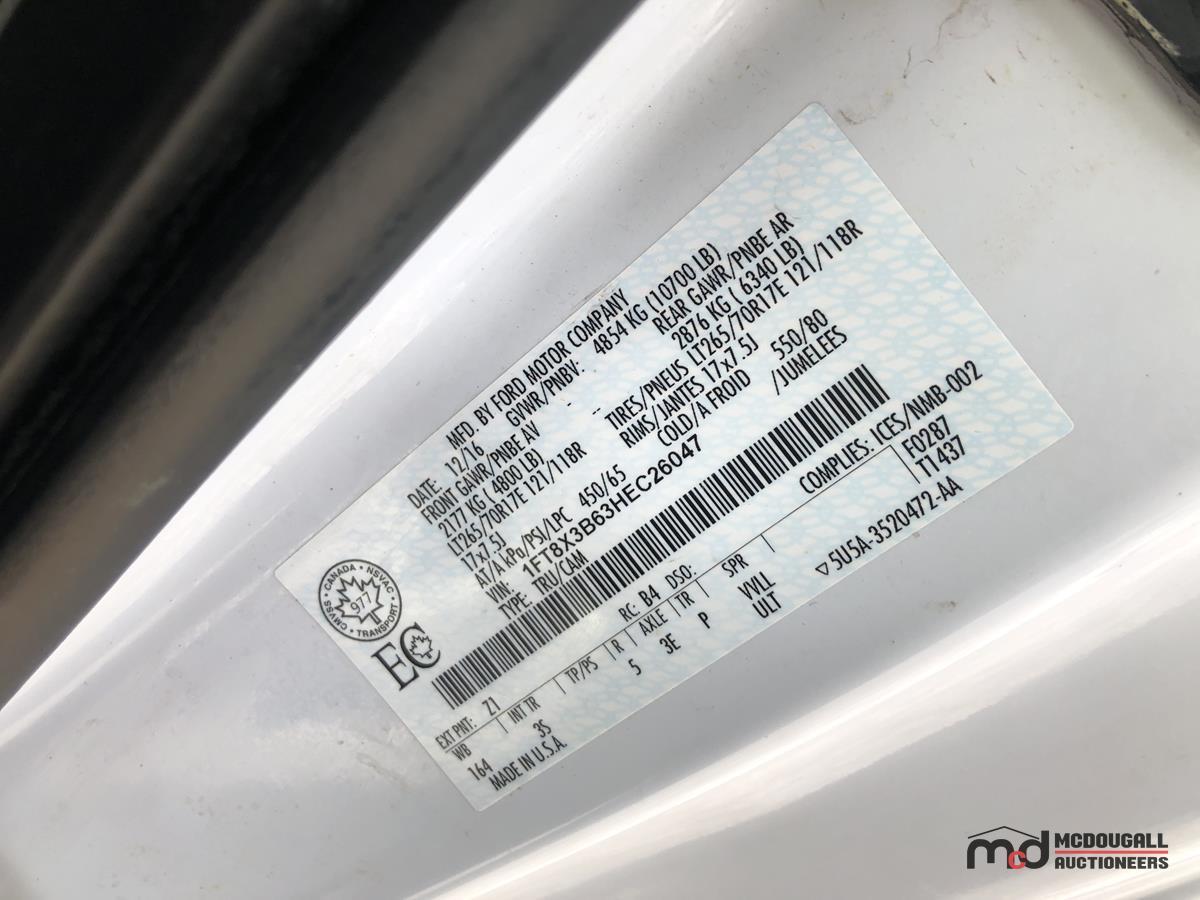 MFD. BY FORD MOTOR COMPANY
DATE: 12/16 GVWR/PNBV: 4854 KG (10700 LB)
FRONT GAWR/PNBE AV REAR GAWR/PNBE AR
2177 KG ( 4800 LB) 2876 KG ( 6340 LB)
LT265/70R17E 121/118R TIRES/PNEUS LT265/70R17E 121/118R
17x7.5J RIMS/JANTES 17x7.5J
AT/A kPa/PSI/LPC 450/65 COLD/A FROID 550/80
VIN: 1FT8X3B63HEC26047 /JUMELEES
TYPE: TRU/CAM
CANADA • NSVAC • TRANSPORT • CMVSS •
977
EC
COMPLIES: ICES/NMB-002
EXT PNT: Z1 RC: B4 DSO: F0287
WB INT TR TP/PS R AXLE TR SPR T1437
164 3S 5 3E P VVLL
MADE IN U.S.A. ULT ▽5U5A-3520472-AA
mcd MCDOUGALL
AUCTIONEERS